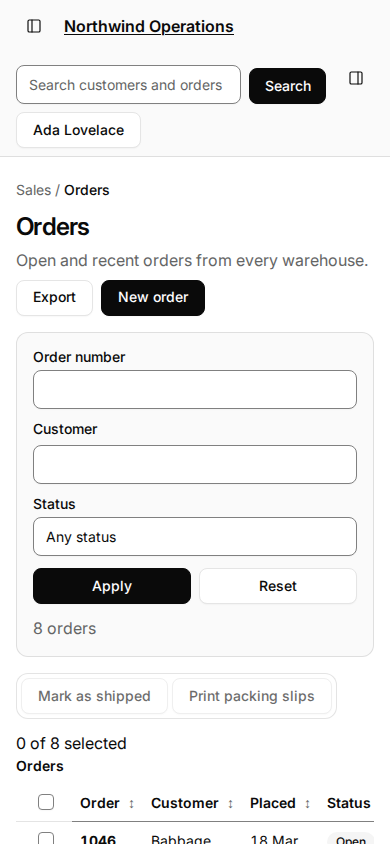 Northwind Operations
Search customers and orders
Search
Ada Lovelace
Sales / Orders
Orders
Open and recent orders from every warehouse.
Export
New order
Order number
Customer
Status
Any status
Apply
Reset
8 orders
Mark as shipped
Print packing slips
0 of 8 selected
Orders
Order ↕ Customer ↕ Placed ↕ Status
1046 Babbage 18 Mar Open